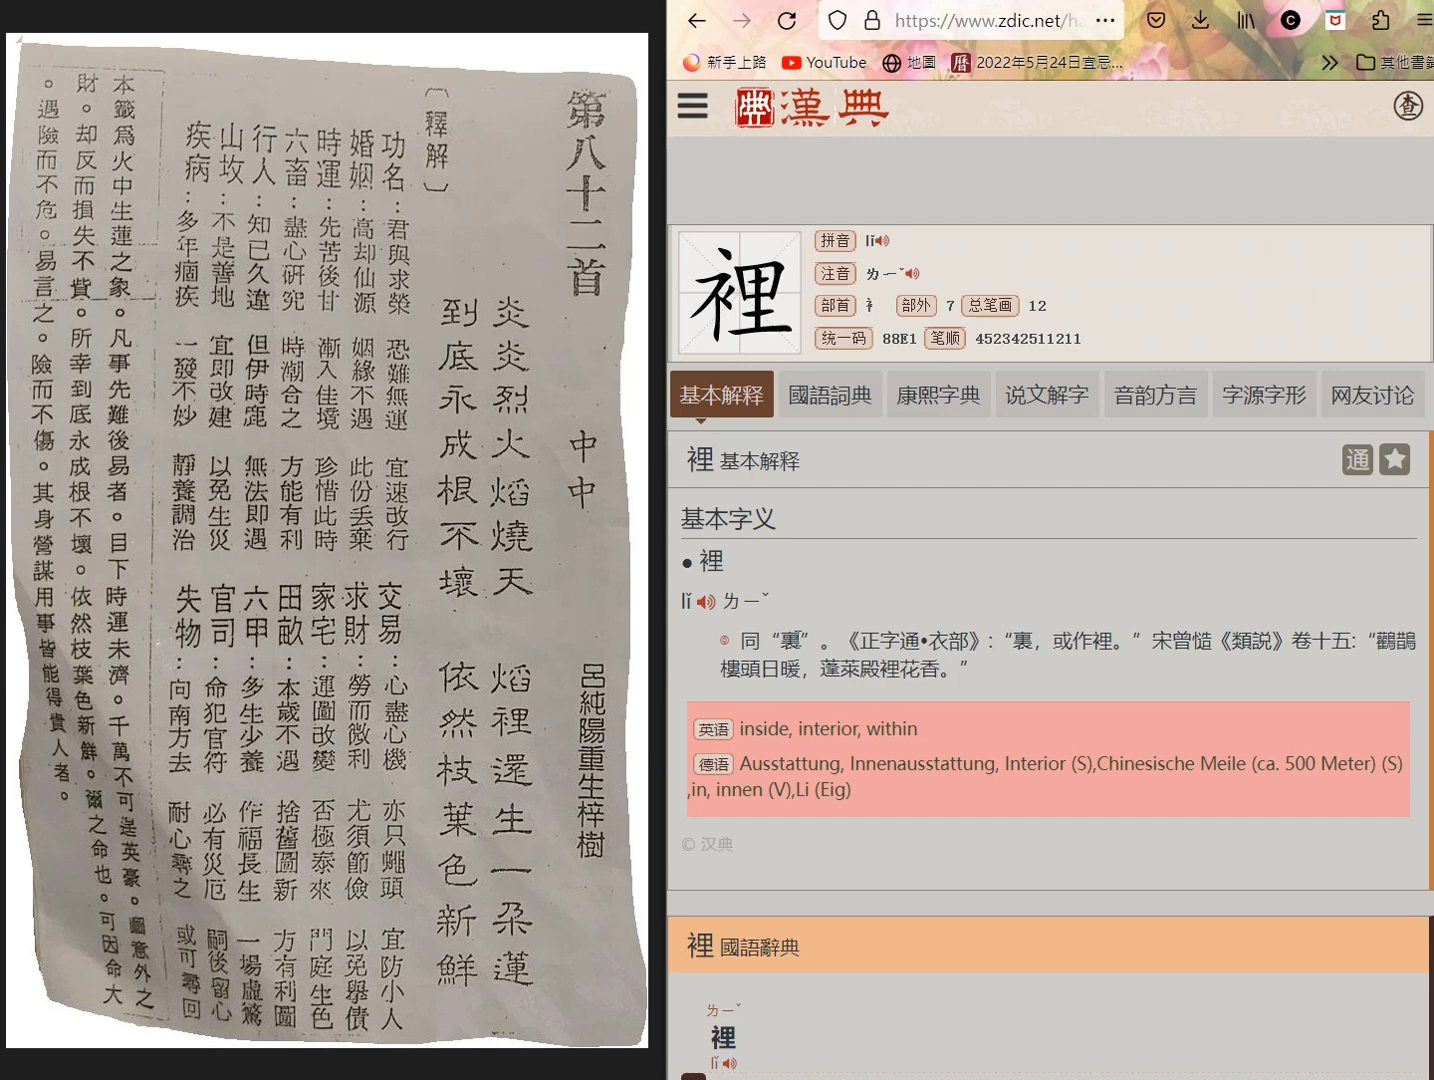 第八十二首
中中
呂純陽重生梓樹
炎炎烈火熖燒天 熖裡還生一朶蓮
到底永成根不壞 依然枝葉色新鮮
〔釋解〕
功名：君與求榮 恐難無運 宜速改行
婚姻：高却仙源 姻緣不遇 此份丢棄
時運：先苦後甘 漸入佳境 珍惜此時
六畜：盡心研究 時潮合之 方能有利
行人：知已久違 但伊時鹿 無法即遇
山坟：不是善地 宜即改建 以免生災
疾病：多年痼疾 一發不妙 靜養調治
交易：心盡心機 亦只蠅頭 宜防小人
求財：勞而微利 尤須節儉 以免舉債
家宅：運圖改變 否極泰來 門庭生色
田畝：本歲不遇 捨舊圖新 方有利圖
六甲：多生少養 作福長生 一場虛驚
官司：命犯官符 必有災厄 嗣後留心
失物：向南方去 耐心尋之 或可尋回
本籤爲火中生蓮之象。凡事先難後易者。目下時運未濟。千萬不可逞英豪。圖意外之
財。却反而損失不貲。所幸到底永成根不壞。依然枝葉色新鮮。爾之命也。可因命大
。遇險而不危。易言之。險而不傷。其身營謀用事皆能得貴人者。
https://www.zdic.net/ha
新手上路 YouTube 地圖 2022年5月24日宜忌... 其他書籤
漢典
查
裡
拼音 lǐ
注音 ㄌㄧˇ
部首 衤 部外 7 总笔画 12
统一码 88E1 笔顺 452342511211
基本解释 國語詞典 康熙字典 说文解字 音韵方言 字源字形 网友讨论
裡 基本解释 通
基本字义
● 裡
lǐ ㄌㄧˇ
同“裏”。《正字通•衣部》：“裏，或作裡。”宋曾慥《類説》卷十五：“鸛鵲
樓頭日暖，蓬萊殿裡花香。”
英语 inside, interior, within
德语 Ausstattung, Innenausstattung, Interior (S),Chinesische Meile (ca. 500 Meter) (S)
,in, innen (V),Li (Eig)
© 汉典
裡 國語辭典
ㄌㄧˇ
裡
lǐ